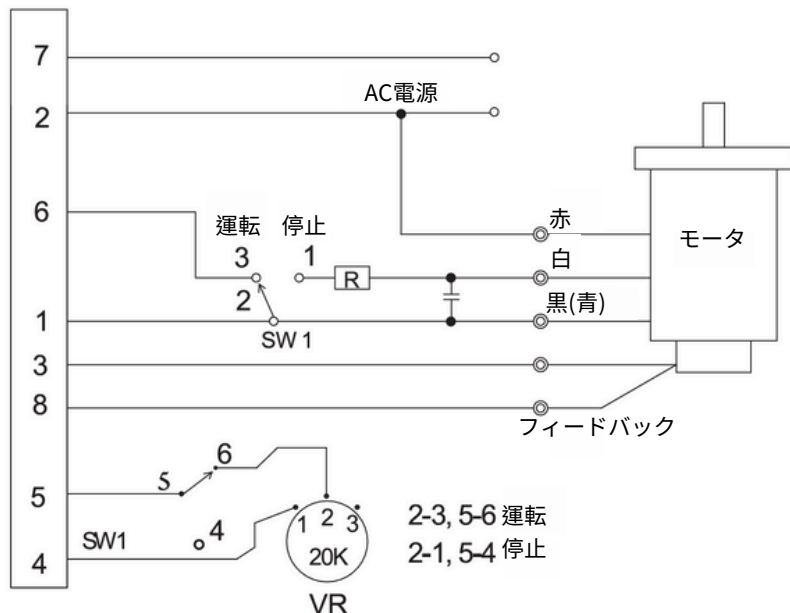 7
AC電源
2
6
運転 停止
赤
3 1
モータ
白
R
2
黒(青)
1
SW1
3
8
フィードバック
6
5
5
4
1 2 3
2-3, 5-6 運転
SW1
20K
2-1, 5-4 停止
4
VR